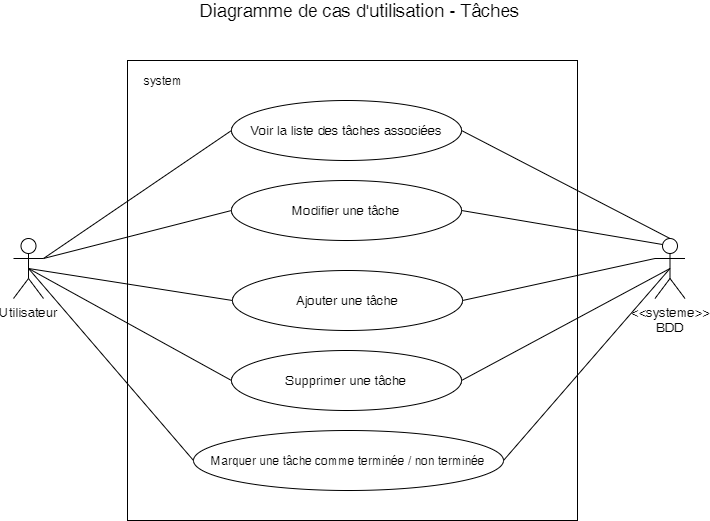 Diagramme de cas d'utilisation - Tâches
system
Voir la liste des tâches associées
Modifier une tâche
Ajouter une tâche
Utilisateur
<<systeme>>
BDD
Supprimer une tâche
Marquer une tâche comme terminée / non terminée